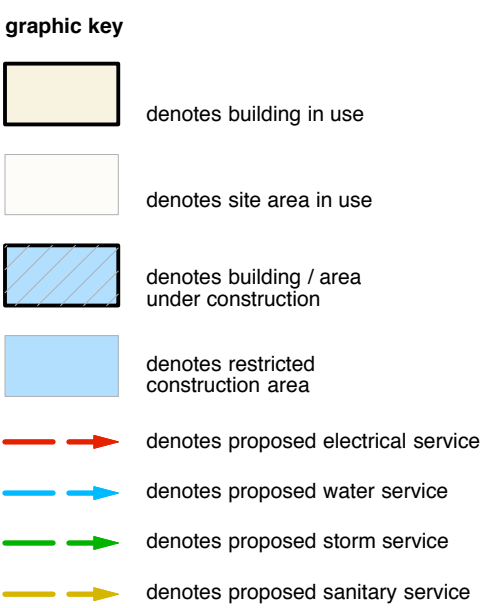 graphic key
denotes building in use
denotes site area in use
denotes building / area
under construction
denotes restricted
construction area
denotes proposed electrical service
denotes proposed water service
denotes proposed storm service
denotes proposed sanitary service